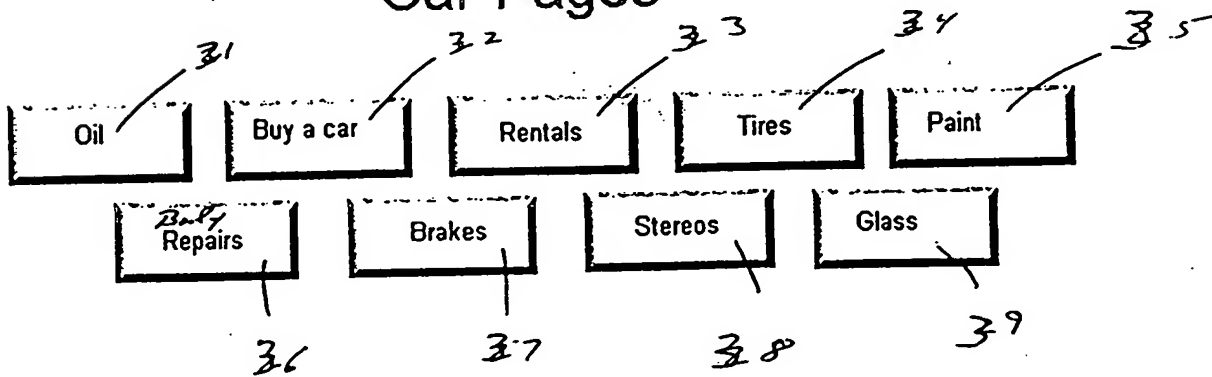 Car Pages
31 32 33 34 35
Oil Buy a car Rentals Tires Paint
Body
Repairs Brakes Stereos Glass
36 37 38 39